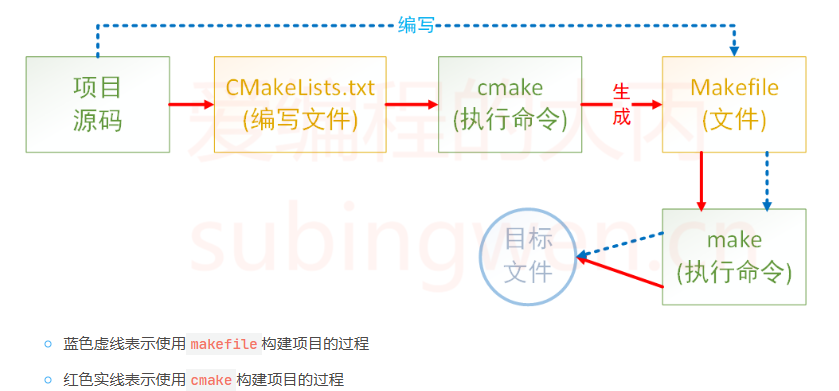 编写
项目
源码
CMakeLists.txt
(编写文件)
cmake
(执行命令)
生
成
Makefile
(文件)
爱编程的大丙
subingwen.cn
目标
文件
make
(执行命令)
蓝色虚线表示使用 makefile 构建项目的过程
红色实线表示使用 cmake 构建项目的过程